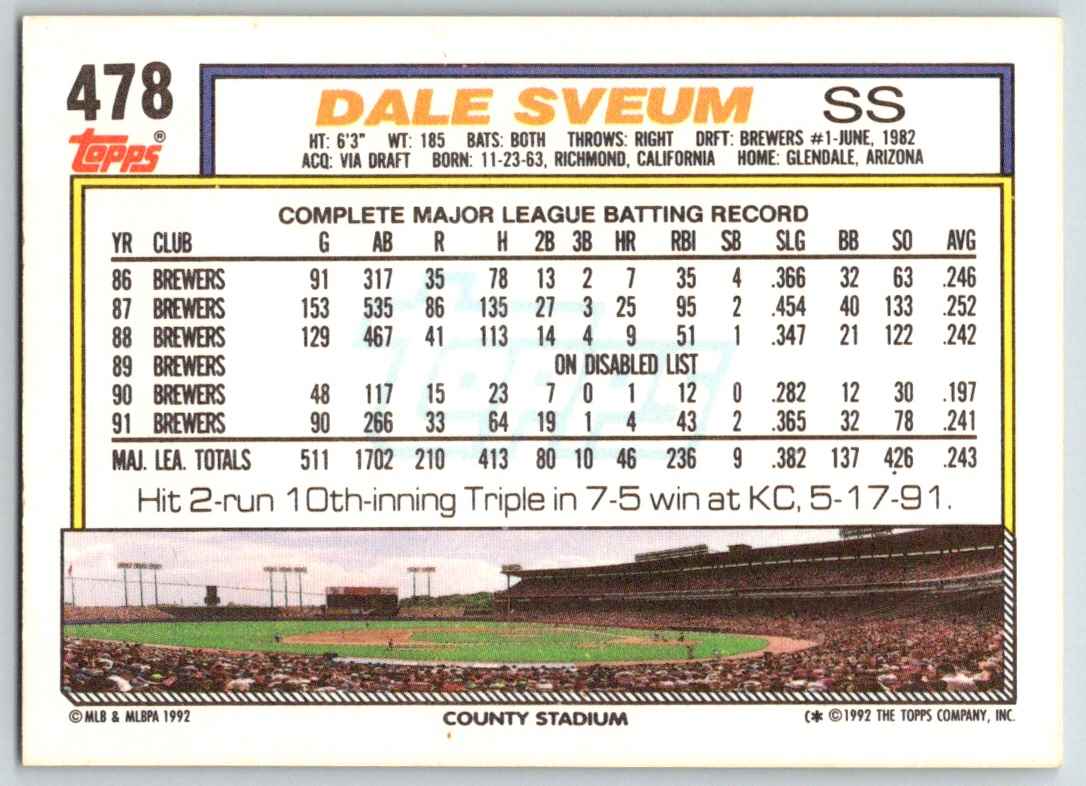 478
Topps®
DALE SVEUM SS
HT: 6'3" WT: 185 BATS: BOTH THROWS: RIGHT DRFT: BREWERS #1-JUNE, 1982
ACQ: VIA DRAFT BORN: 11-23-63, RICHMOND, CALIFORNIA HOME: GLENDALE, ARIZONA
COMPLETE MAJOR LEAGUE BATTING RECORD
YR CLUB G AB R H 2B 3B HR RBI SB SLG BB SO AVG
86 BREWERS 91 317 35 78 13 2 7 35 4 .366 32 63 .246
87 BREWERS 153 535 86 135 27 3 25 95 2 .454 40 133 .252
88 BREWERS 129 467 41 113 14 4 9 51 1 .347 21 122 .242
89 BREWERS ON DISABLED LIST
90 BREWERS 48 117 15 23 7 0 1 12 0 .282 12 30 .197
91 BREWERS 90 266 33 64 19 1 4 43 2 .365 32 78 .241
MAJ. LEA. TOTALS 511 1702 210 413 80 10 46 236 9 .382 137 426 .243
Topps
Hit 2-run 10th-inning Triple in 7-5 win at KC, 5-17-91.
© MLB & MLBPA 1992 COUNTY STADIUM (* © 1992 THE TOPPS COMPANY, INC.